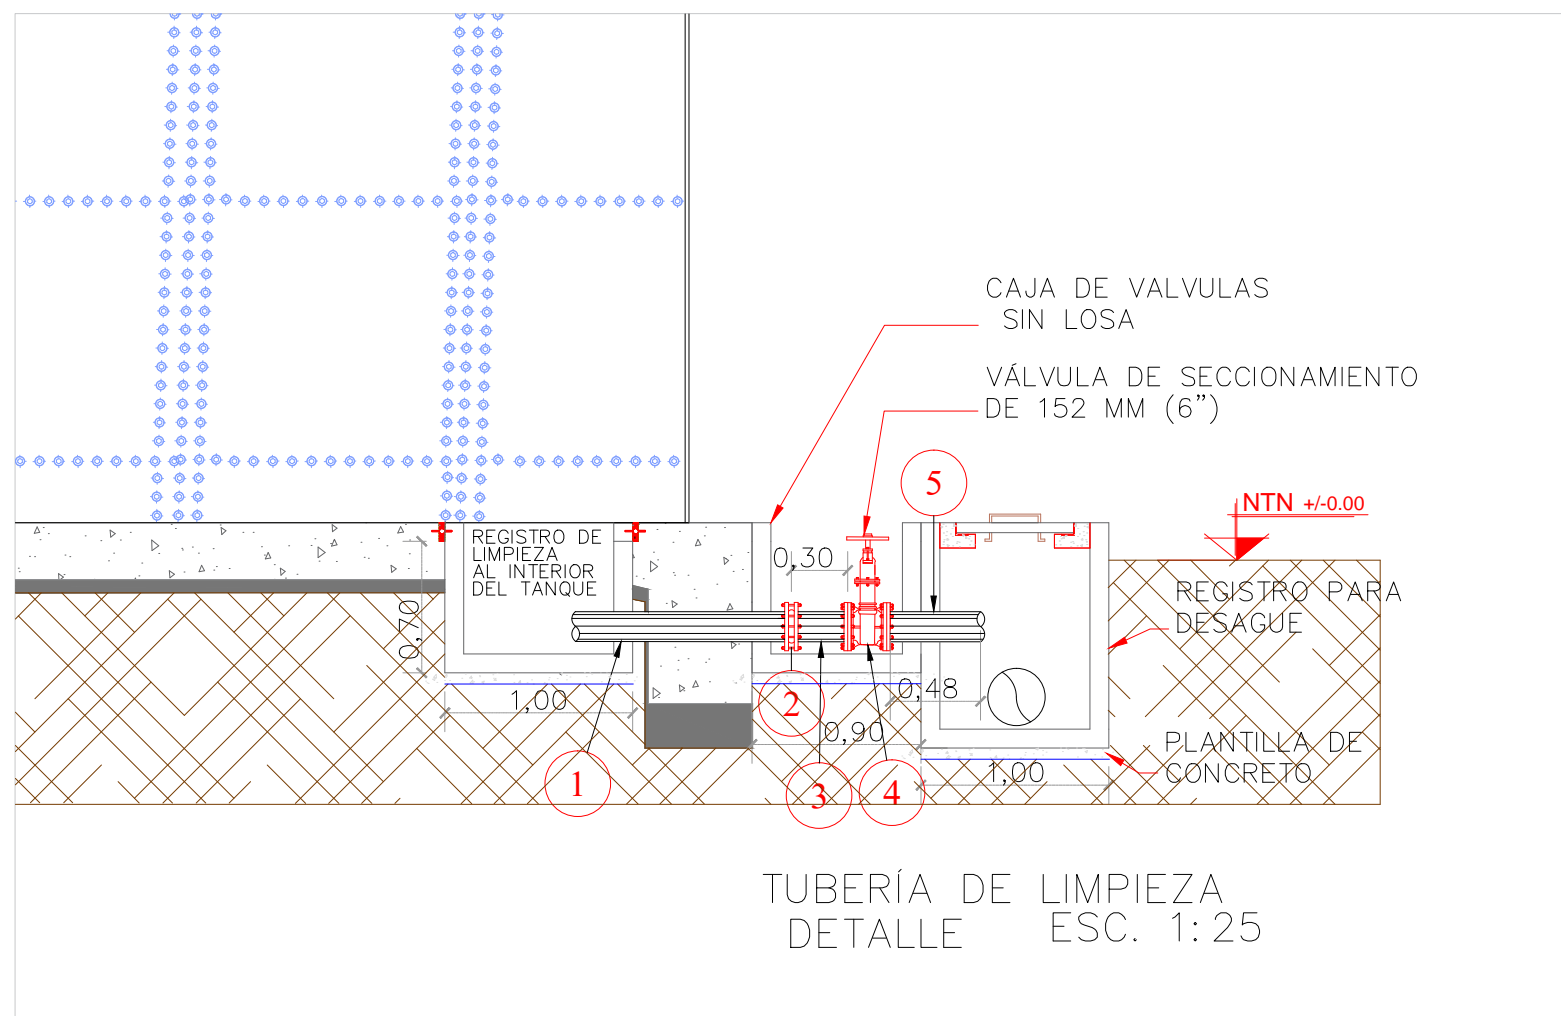 CAJA DE VALVULAS
SIN LOSA
VÁLVULA DE SECCIONAMIENTO
DE 152 MM (6”)
5
NTN +/-0.00
REGISTRO DE
LIMPIEZA
AL INTERIOR
DEL TANQUE
0,30
REGISTRO PARA
DESAGUE
0,70
1,00
2
0,48
0,90
PLANTILLA DE
CONCRETO
1,00
1
3
4
TUBERÍA DE LIMPIEZA
DETALLE ESC. 1:25